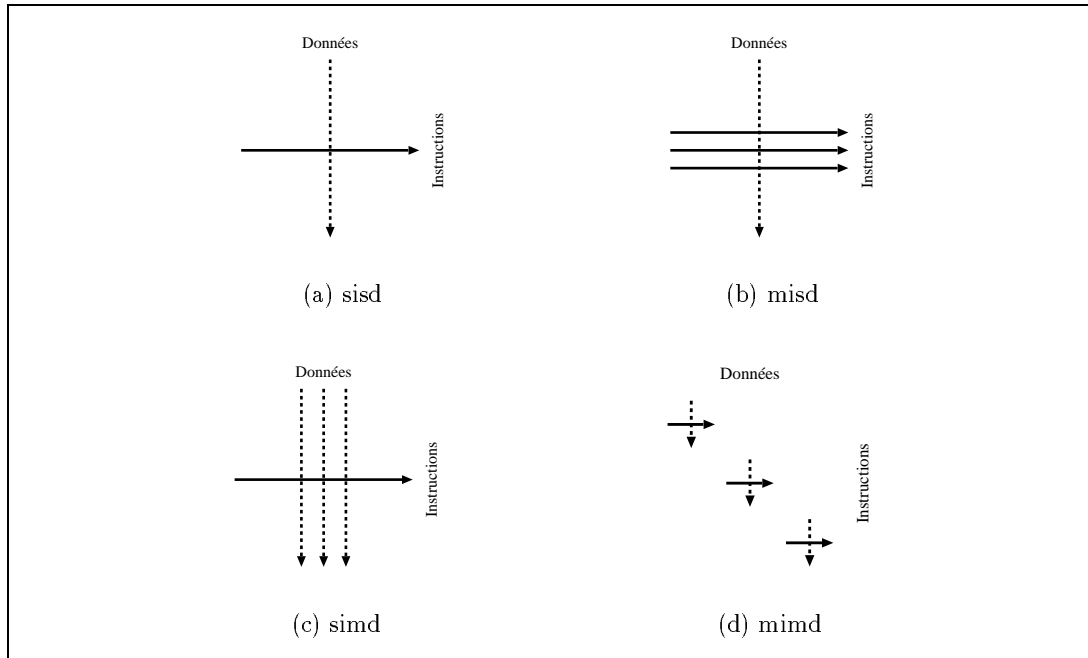 Données
Instructions
(a) sisd
Données
Instructions
(b) misd
Données
Instructions
(c) simd
Données
Instructions
(d) mimd